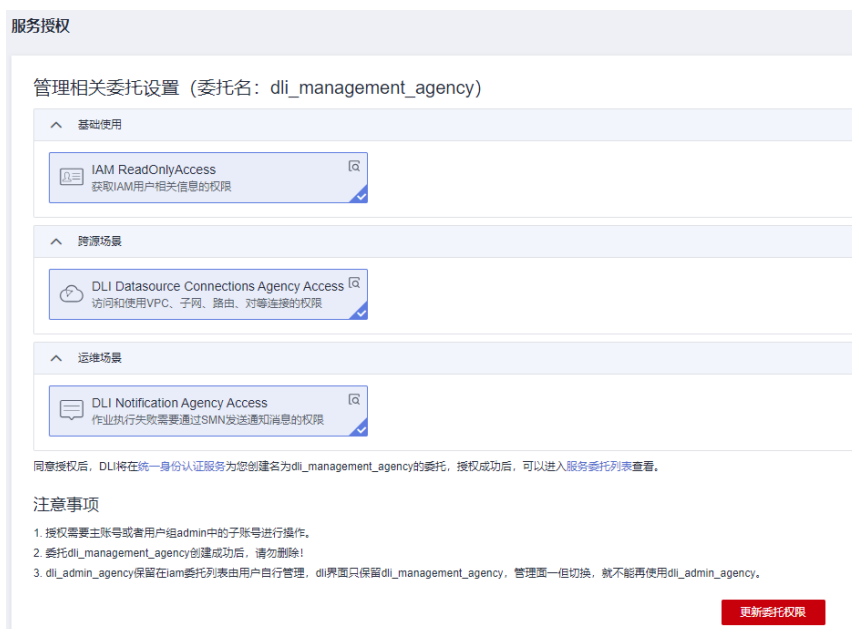 服务授权
管理相关委托设置（委托名：dli_management_agency）
基础使用
IAM ReadOnlyAccess
获取IAM用户相关信息的权限
跨源场景
DLI Datasource Connections Agency Access
访问和使用VPC、子网、路由、对等连接的权限
运维场景
DLI Notification Agency Access
作业执行失败需要通过SMN发送通知消息的权限
同意授权后，DLI将在统一身份认证服务为您创建名为dli_management_agency的委托，授权成功后，可以进入服务委托列表查看。
注意事项
1. 授权需要主账号或者用户组admin中的子账号进行操作。
2. 委托dli_management_agency创建成功后，请勿删除！
3. dli_admin_agency保留在iam委托列表由用户自行管理，dli界面只保留dli_management_agency，管理面一但切换，就不能再使用dli_admin_agency。
更新委托权限